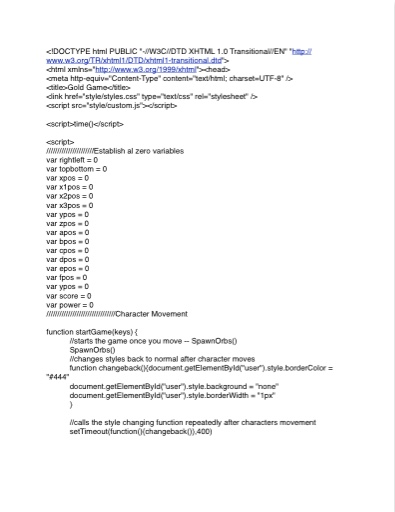 <!DOCTYPE html PUBLIC "-//W3C//DTD XHTML 1.0 Transitional//EN" "http://
www.w3.org/TR/xhtml1/DTD/xhtml1-transitional.dtd">
<html xmlns="http://www.w3.org/1999/xhtml"><head>
<meta http-equiv="Content-Type" content="text/html; charset=UTF-8" />
<title>Gold Game</title>
<link href="style/styles.css" type="text/css" rel="stylesheet" />
<script src="style/custom.js"></script>
<script>time()</script>
<script>
//////////////////////Establish al zero variables
var rightleft = 0
var topbottom = 0
var xpos = 0
var x1pos = 0
var x2pos = 0
var x3pos = 0
var ypos = 0
var zpos = 0
var apos = 0
var bpos = 0
var cpos = 0
var dpos = 0
var epos = 0
var fpos = 0
var ypos = 0
var score = 0
var power = 0
////////////////////////////////Character Movement
function startGame(keys) {
//starts the game once you move -- SpawnOrbs()
SpawnOrbs()
//changes styles back to normal after character moves
function changeback(){document.getElementById("user").style.borderColor =
"#444"
document.getElementById("user").style.background = "none"
document.getElementById("user").style.borderWidth = "1px"
}
//calls the style changing function repeatedly after characters movement
setTimeout(function(){changeback()},400)